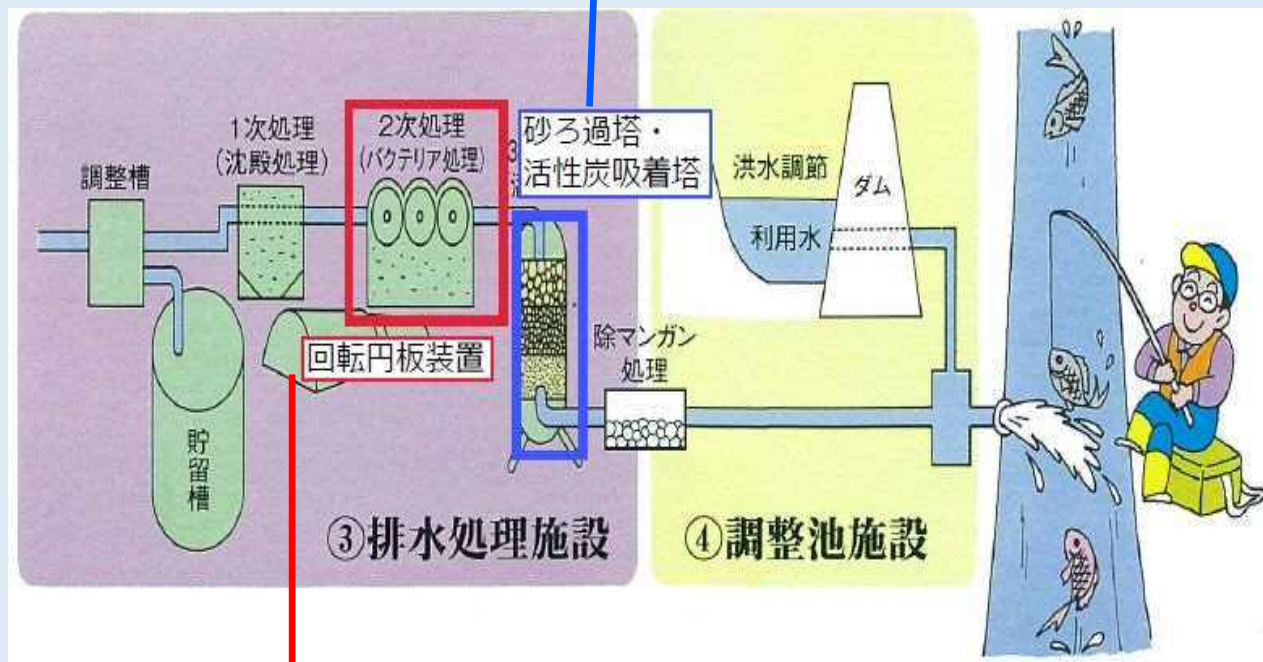 調整槽
1次処理
(沈殿処理)
2次処理
(バクテリア処理)
3
砂ろ過塔・
活性炭吸着塔
洪水調節
ダム
利用水
回転円板装置
除マンガン
処理
貯留槽
③排水処理施設
④調整池施設